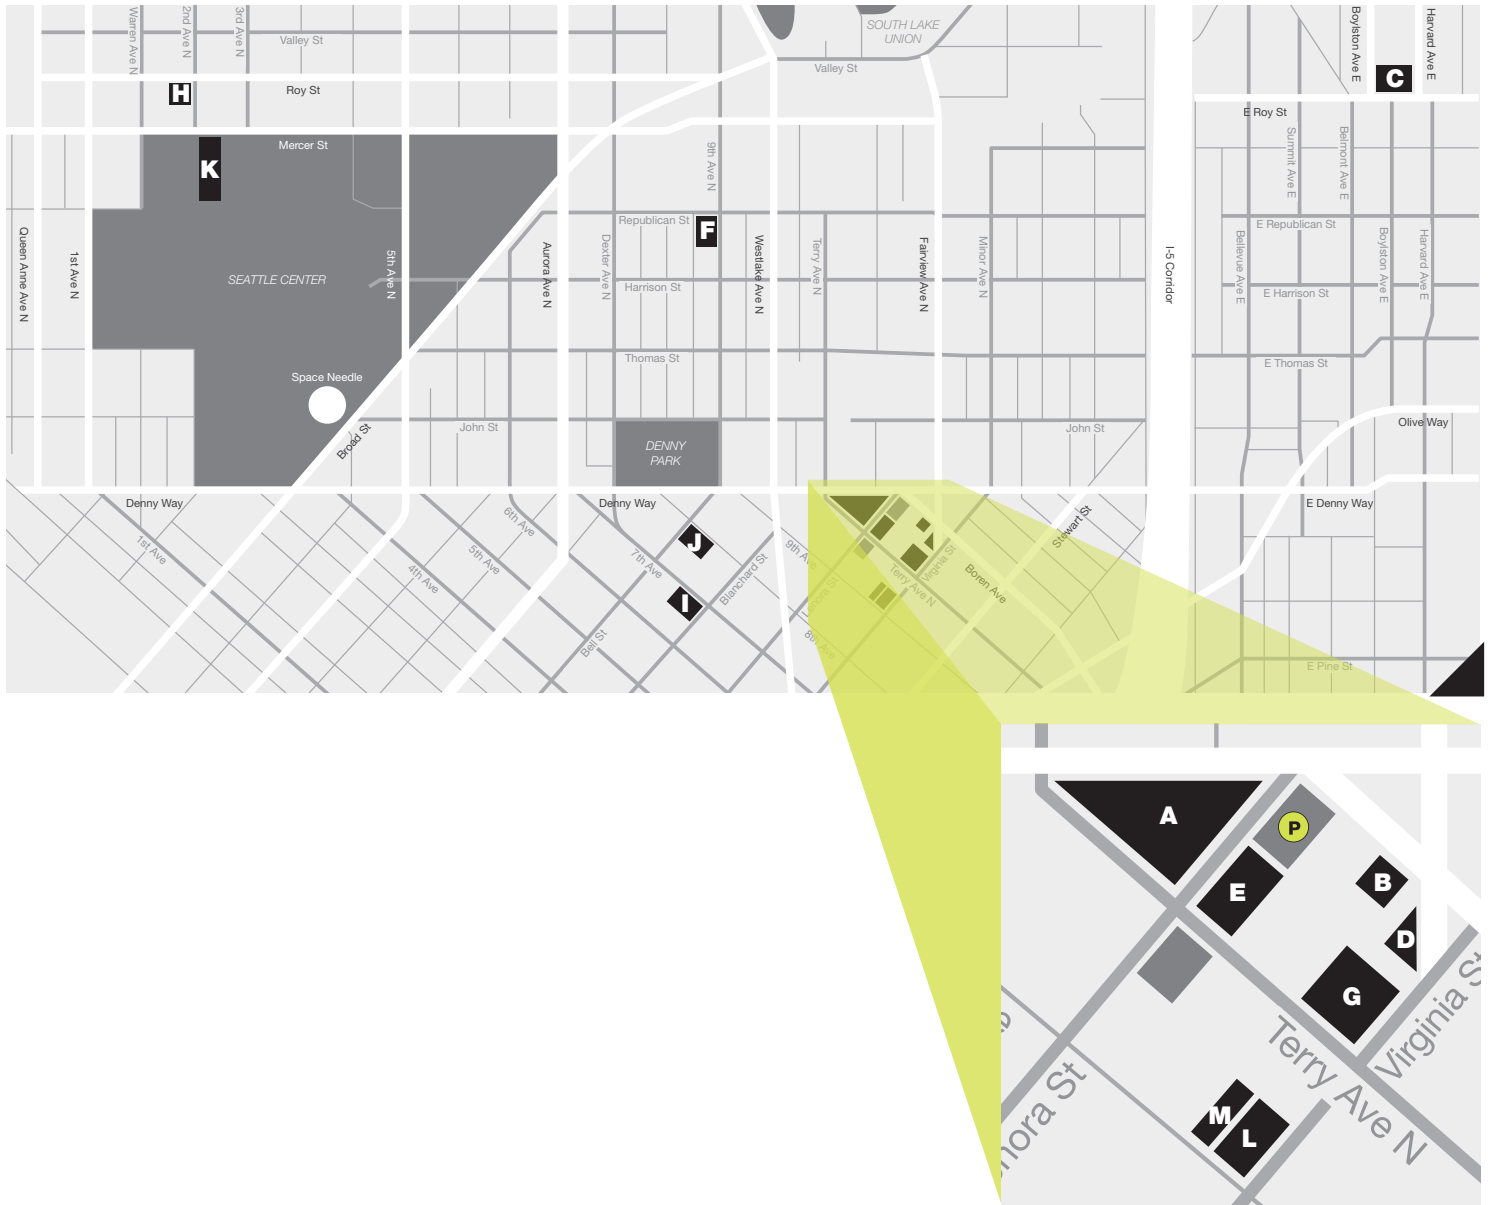 Warren Ave N
2nd Ave N
3rd Ave N
Valley St
SOUTH LAKE
UNION
Valley St
Boylston Ave E
Harvard Ave E
C
H
Roy St
E Roy St
Mercer St
K
9th Ave N
Summit Ave E
Belmont Ave E
Republican St
F
E Republican St
Queen Anne Ave N
1st Ave N
SEATTLE CENTER
5th Ave N
Aurora Ave N
Dexter Ave N
Westlake Ave N
Terry Ave N
Fairview Ave N
Minor Ave N
I-5 Corridor
Bellevue Ave E
Boylston Ave E
Harvard Ave E
Harrison St
E Harrison St
Thomas St
E Thomas St
Space Needle
Broad St
John St
DENNY
PARK
John St
Olive Way
Denny Way
Denny Way
E Denny Way
1st Ave
4th Ave
5th Ave
6th Ave
7th Ave
J
I
Bell St
Blanchard St
9th Ave
8th Ave
Lenora St
Terry Ave N
Virginia St
Boren Ave
Stewart St
E Pine St
A
P
B
E
D
G
Virginia St
Terry Ave N
nora St
M
L